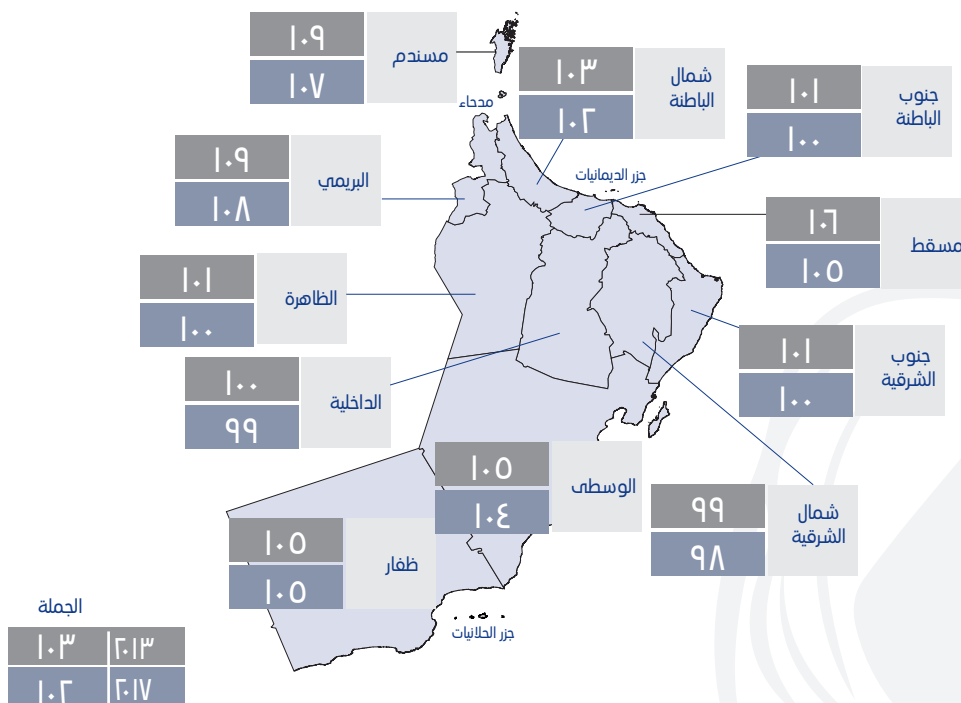 مسندم
١٠٩
١٠٧
شمال
الباطنة
١٠٣
١٠٢
جنوب
الباطنة
١٠١
١٠٠
مدحاء
البريمي
١٠٩
١٠٨
جزر الديمانيات
مسقط
١٠٦
١٠٥
الظاهرة
١٠١
١٠٠
جنوب
الشرقية
١٠١
١٠٠
الداخلية
١٠٠
٩٩
الوسطى
١٠٥
١٠٤
شمال
الشرقية
٩٩
٩٨
ظفار
١٠٥
١٠٥
جزر الحلانيات
الجملة
٢٠١٣ ١٠٣
٢٠١٧ ١٠٢